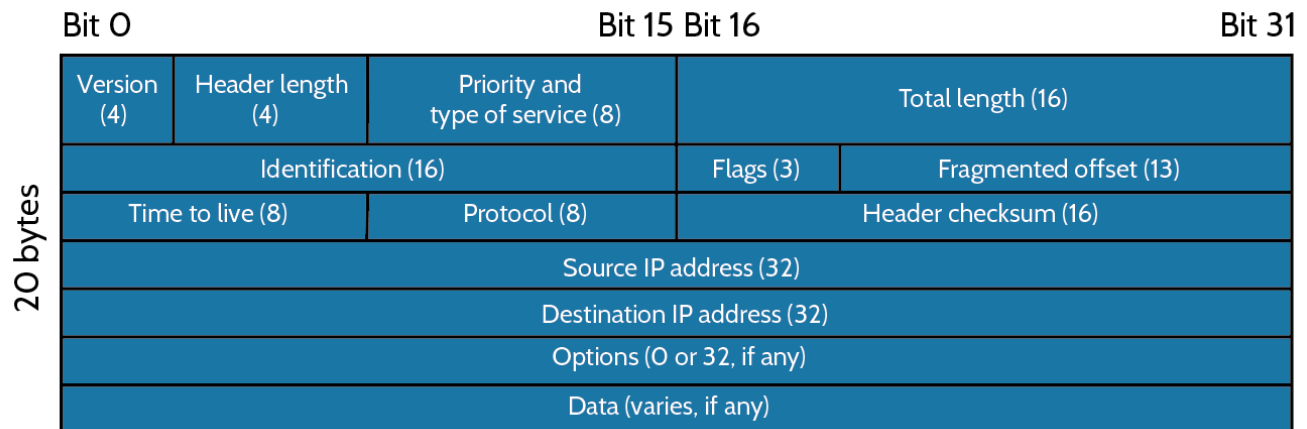 Bit 0 Bit 15 Bit 16 Bit 31
Version Header length Priority and Total length (16)
(4) (4) type of service (8)
Identification (16) Flags (3) Fragmented offset (13)
Time to live (8) Protocol (8) Header checksum (16)
20 bytes
Source IP address (32)
Destination IP address (32)
Options (0 or 32, if any)
Data (varies, if any)